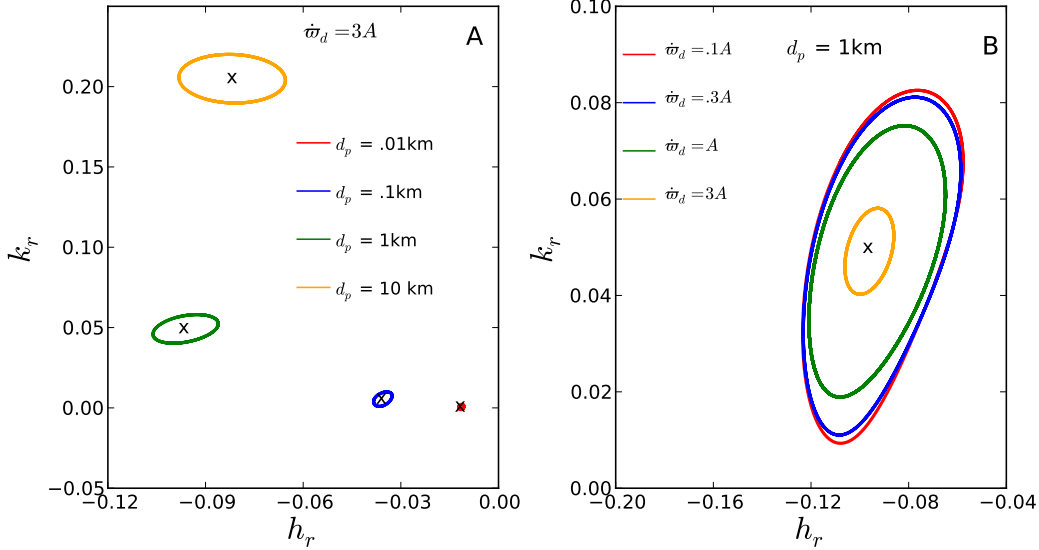 ϖ̇_d = 3A
A
d_p = .01km
d_p = .1km
d_p = 1km
d_p = 10 km
0.20
0.15
0.10
0.05
0.00
−0.05
k_r
−0.12
−0.09
−0.06
−0.03
0.00
h_r
ϖ̇_d = .1A
ϖ̇_d = .3A
ϖ̇_d = A
ϖ̇_d = 3A
d_p = 1km
B
0.10
0.08
0.06
0.04
0.02
0.00
k_r
−0.20
−0.16
−0.12
−0.08
−0.04
h_r